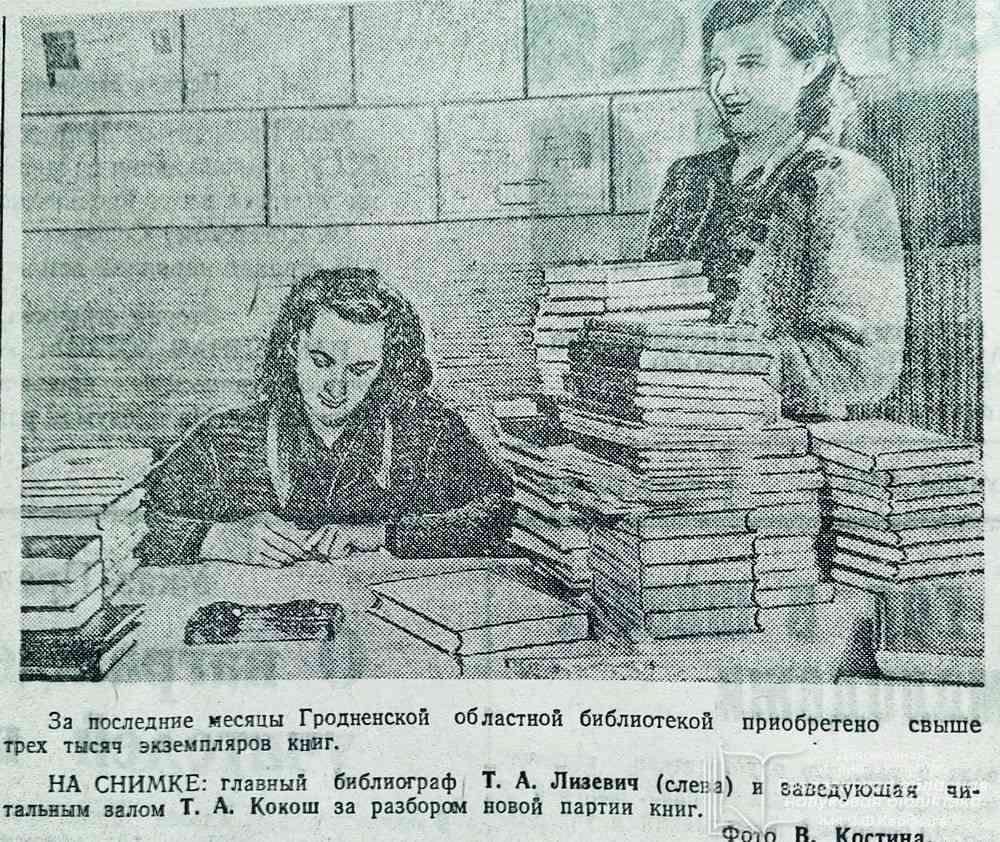 За последние месяцы Гродненской областной библиотекой приобретено свыше
трех тысяч экземпляров книг.
НА СНИМКЕ: главный библиограф Т. А. Лизевич (слева) и заведующая чи-
тальным залом Т. А. Кокош за разбором новой партии книг.
Фото В. Костина.